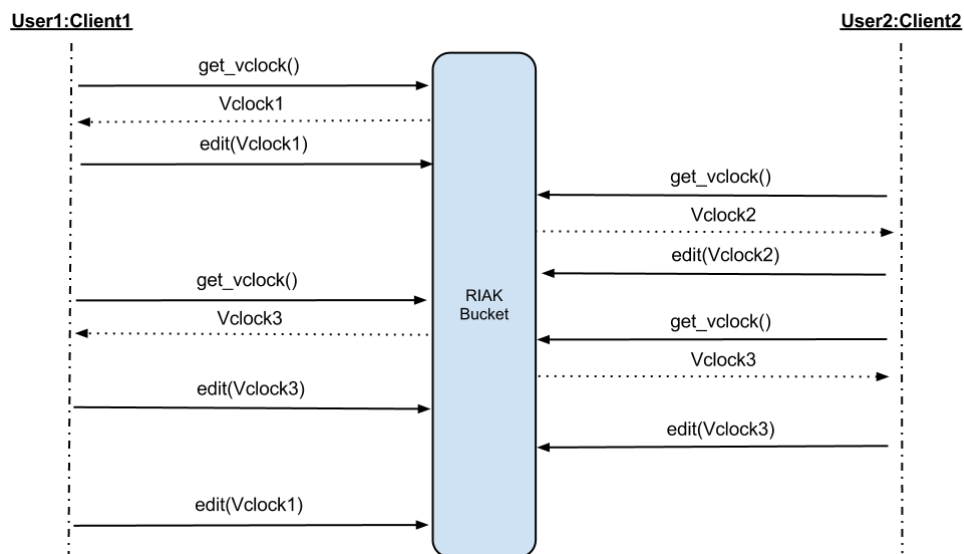 User1:Client1
User2:Client2
get_vclock()
Vclock1
edit(Vclock1)
get_vclock()
Vclock2
edit(Vclock2)
get_vclock()
Vclock3
RIAK
Bucket
get_vclock()
Vclock3
edit(Vclock3)
edit(Vclock3)
edit(Vclock1)